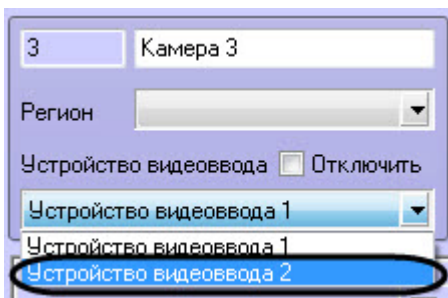 3 Камера 3
Регион
Устройство видеоввода Отключить
Устройство видеоввода 1
Устройство видеоввода 1
Устройство видеоввода 2